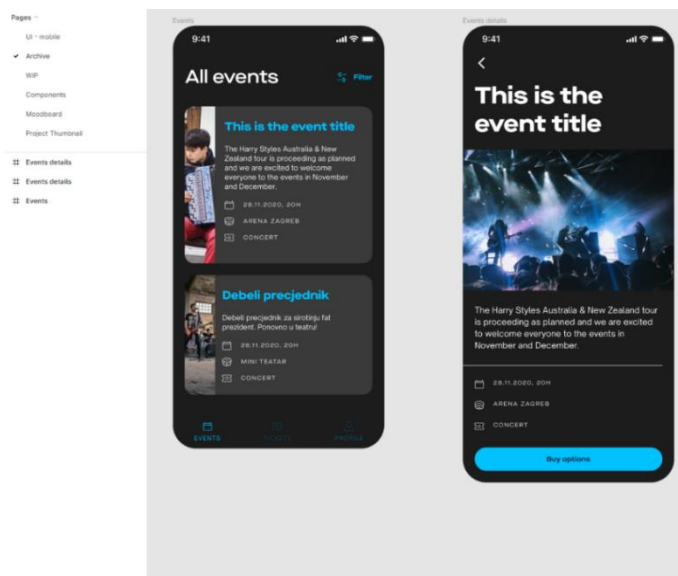 Pages
UI - mobile
Archive
WIP
Components
Moodboard
Project Thumbnail
Events details
Events details
Events
Events
9:41
All events
Filter
This is the event title
The Harry Styles Australia & New
Zealand tour is proceeding as planned
and we are excited to welcome
everyone to the events in November
and December.
28.11.2020, 20H
ARENA ZAGREB
CONCERT
Debeli precjednik
Debeli precjednik za sirotinju fat
prezident. Ponovno u teatru!
28.11.2020. 20H
MINI TEATAR
CONCERT
EVENTS
TICKETS
PROFILE
Events details
9:41
This is the
event title
The Harry Styles Australia & New Zealand tour
is proceeding as planned and we are excited
to welcome everyone to the events in
November and December.
28.11.2020, 20H
ARENA ZAGREB
CONCERT
Buy options